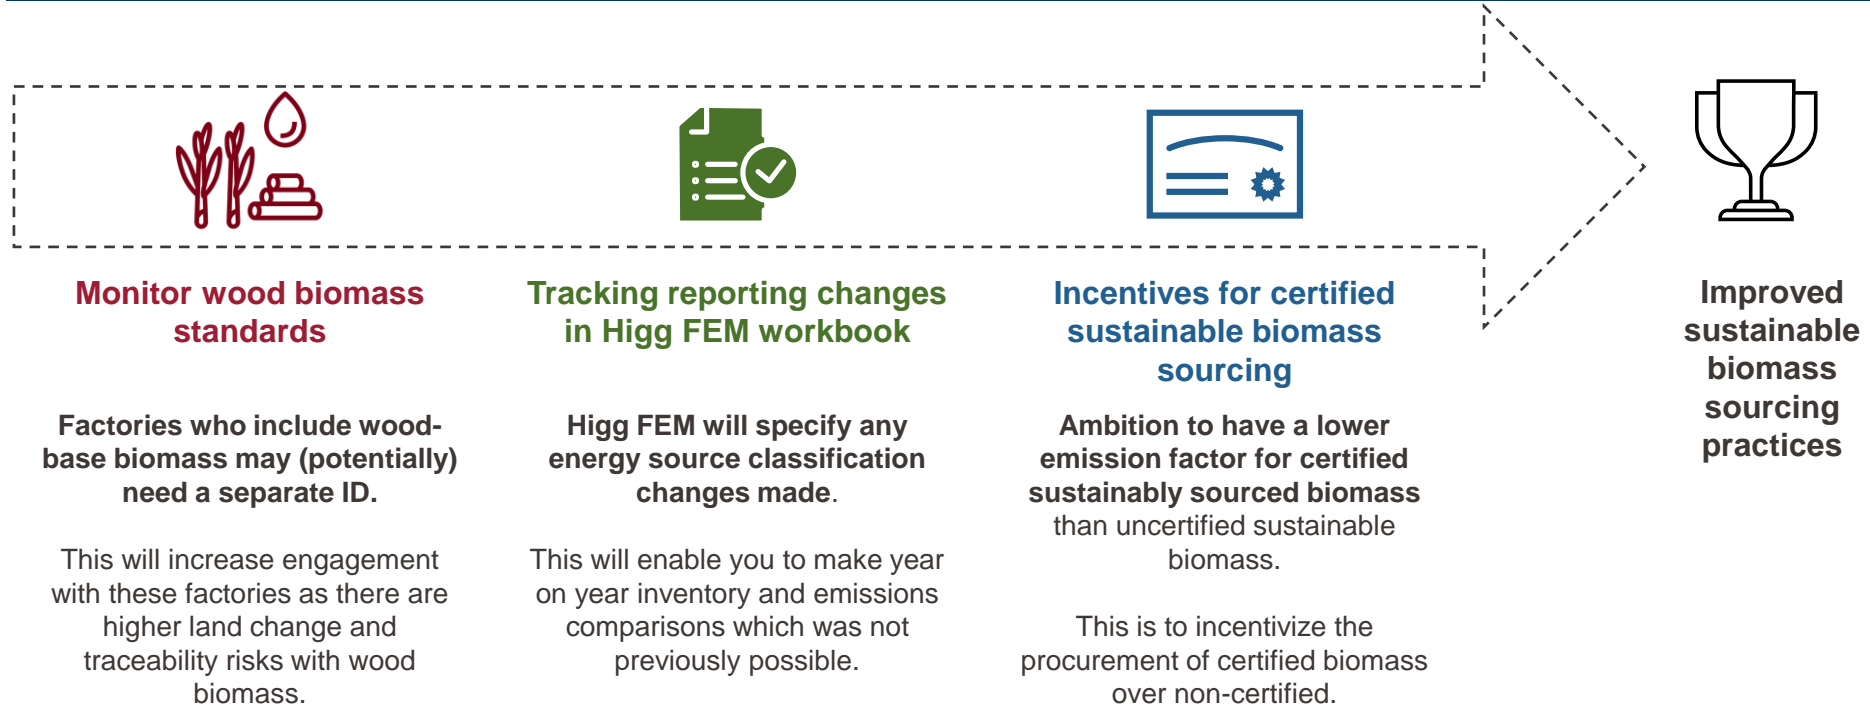 Monitor wood biomass
standards
Factories who include wood-
base biomass may (potentially)
need a separate ID.
This will increase engagement
with these factories as there are
higher land change and
traceability risks with wood
biomass.
Tracking reporting changes
in Higg FEM workbook
Higg FEM will specify any
energy source classification
changes made.
This will enable you to make year
on year inventory and emissions
comparisons which was not
previously possible.
Incentives for certified
sustainable biomass
sourcing
Ambition to have a lower
emission factor for certified
sustainably sourced biomass
than uncertified sustainable
biomass.
This is to incentivize the
procurement of certified biomass
over non-certified.
Improved
sustainable
biomass
sourcing
practices